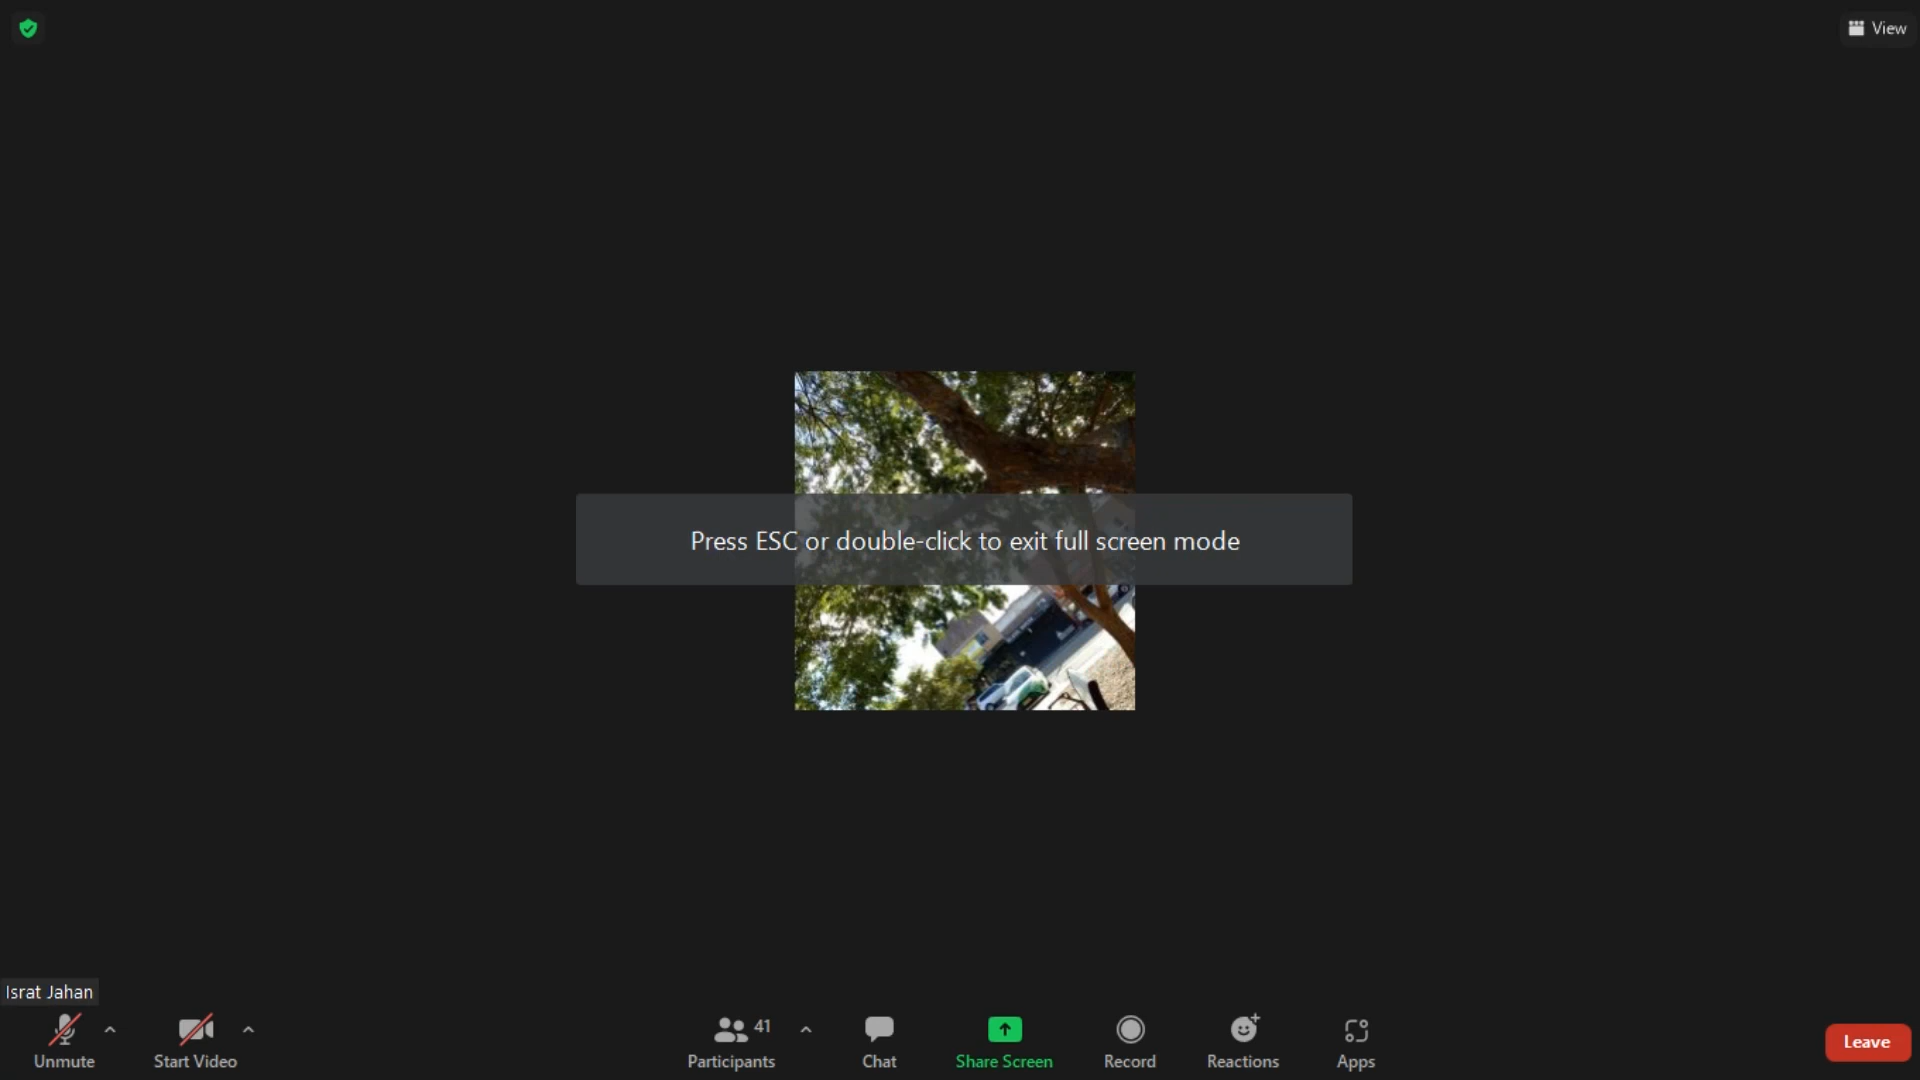 View
Press ESC or double-click to exit full screen mode
Israt Jahan
41
Unmute
Start Video
Participants
Chat
Share Screen
Record
Reactions
Apps
Leave